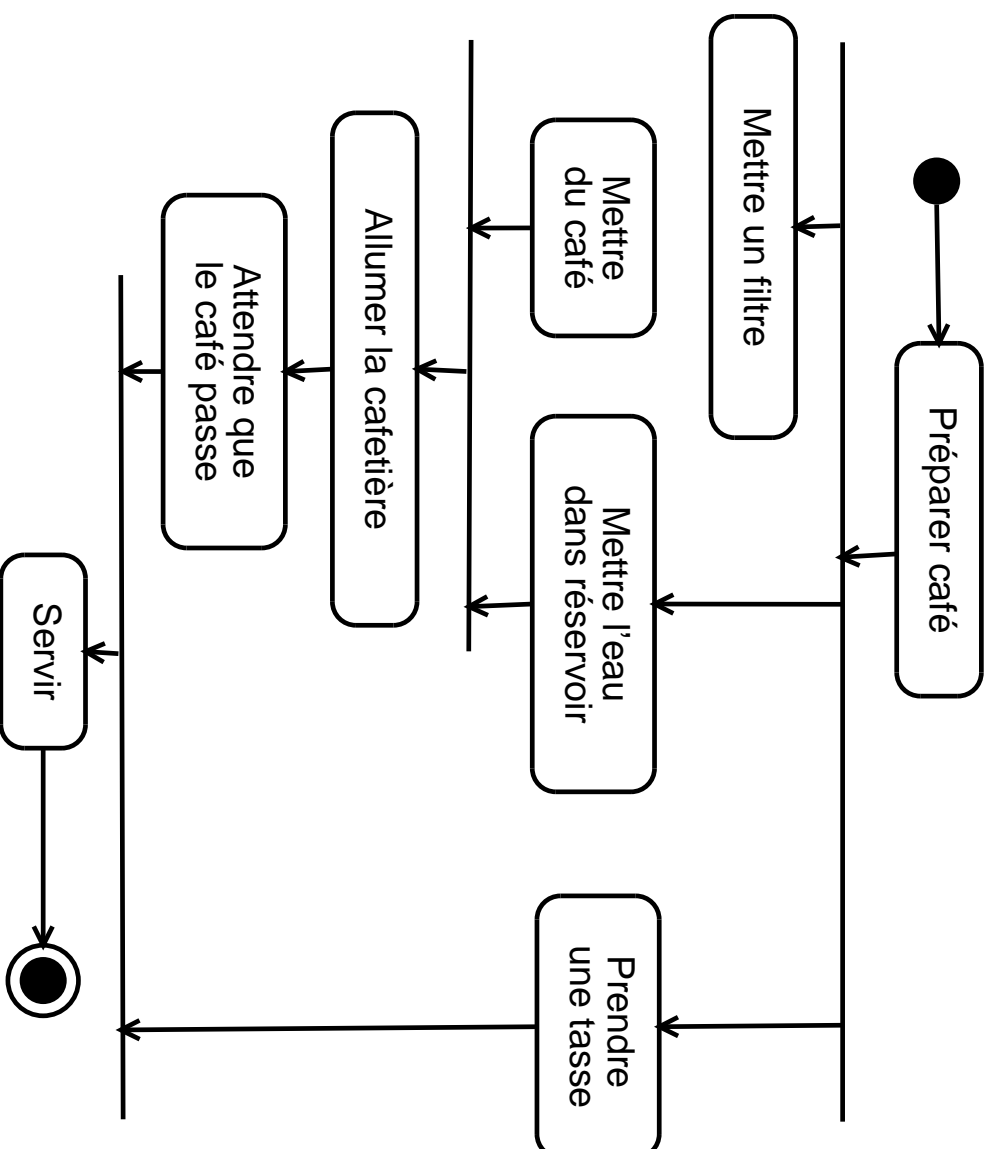 Préparer café
Mettre un filtre
Mettre
du café
Mettre l'eau
dans réservoir
Prendre
une tasse
Allumer la cafetière
Attendre que
le café passe
Servir